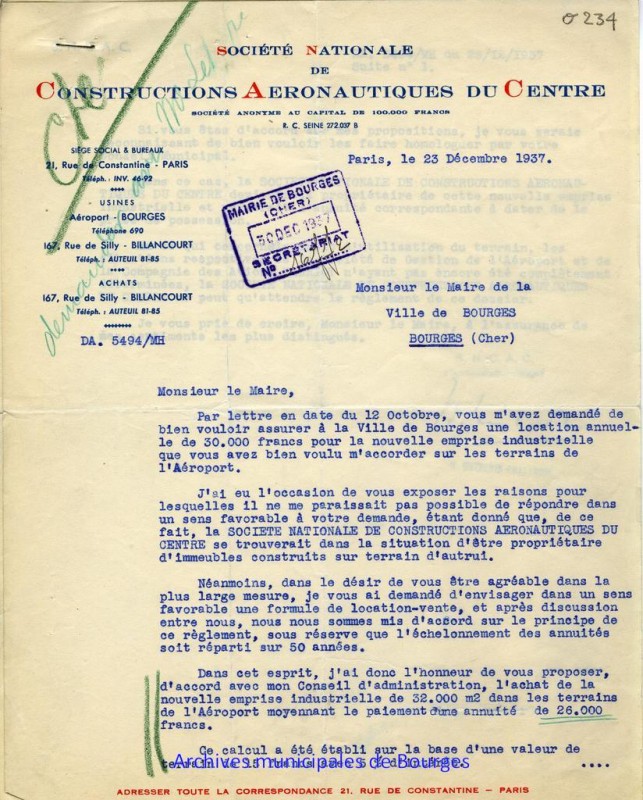 σ 234
SOCIÉTÉ NATIONALE
DE
CONSTRUCTIONS AERONAUTIQUES DU CENTRE
SOCIÉTÉ ANONYME AU CAPITAL DE 100.000 FRANCS
R. C. SEINE 272.037 B
SIÈGE SOCIAL & BUREAUX
21, Rue de Constantine - PARIS
Téléph. : INV. 46-92
USINES
Aéroport - BOURGES
Téléphone 690
167, Rue de Silly - BILLANCOURT
Téléph. : AUTEUIL 81-85
ACHATS
167, Rue de Silly - BILLANCOURT
Téléph. : AUTEUIL 81-85
DA. 5494/MH
Paris, le 23 Décembre 1937.
MAIRIE DE BOURGES
(CHER)
30 DEC 1937
SECRÉTARIAT
No
Monsieur le Maire de la
Ville de BOURGES
BOURGES (Cher)
Monsieur le Maire,
Par lettre en date du 12 Octobre, vous m'avez demandé de
bien vouloir assurer à la Ville de Bourges une location annuel-
le de 30.000 francs pour la nouvelle emprise industrielle
que vous avez bien voulu m'accorder sur les terrains de
l'Aéroport.
J'ai eu l'occasion de vous exposer les raisons pour
lesquelles il ne me paraissait pas possible de répondre dans
un sens favorable à votre demande, étant donné que, de ce
fait, la SOCIETE NATIONALE DE CONSTRUCTIONS AERONAUTIQUES DU
CENTRE se trouverait dans la situation d'être propriétaire
d'immeubles construits sur terrain d'autrui.
Néanmoins, dans le désir de vous être agréable dans la
plus large mesure, je vous ai demandé d'envisager dans un sens
favorable une formule de location-vente, et après discussion
entre nous, nous nous sommes mis d'accord sur le principe de
ce règlement, sous réserve que l'échelonnement des annuités
soit réparti sur 50 années.
Dans cet esprit, j'ai donc l'honneur de vous proposer,
d'accord avec mon Conseil d'administration, l'achat de la
nouvelle emprise industrielle de 32.000 m2 dans les terrains
de l'Aéroport moyennant le paiement d'une annuité de 26.000
francs.
Ce calcul a été établi sur la base d'une valeur de
....
Archives municipales de Bourges
ADRESSER TOUTE LA CORRESPONDANCE 21, RUE DE CONSTANTINE - PARIS